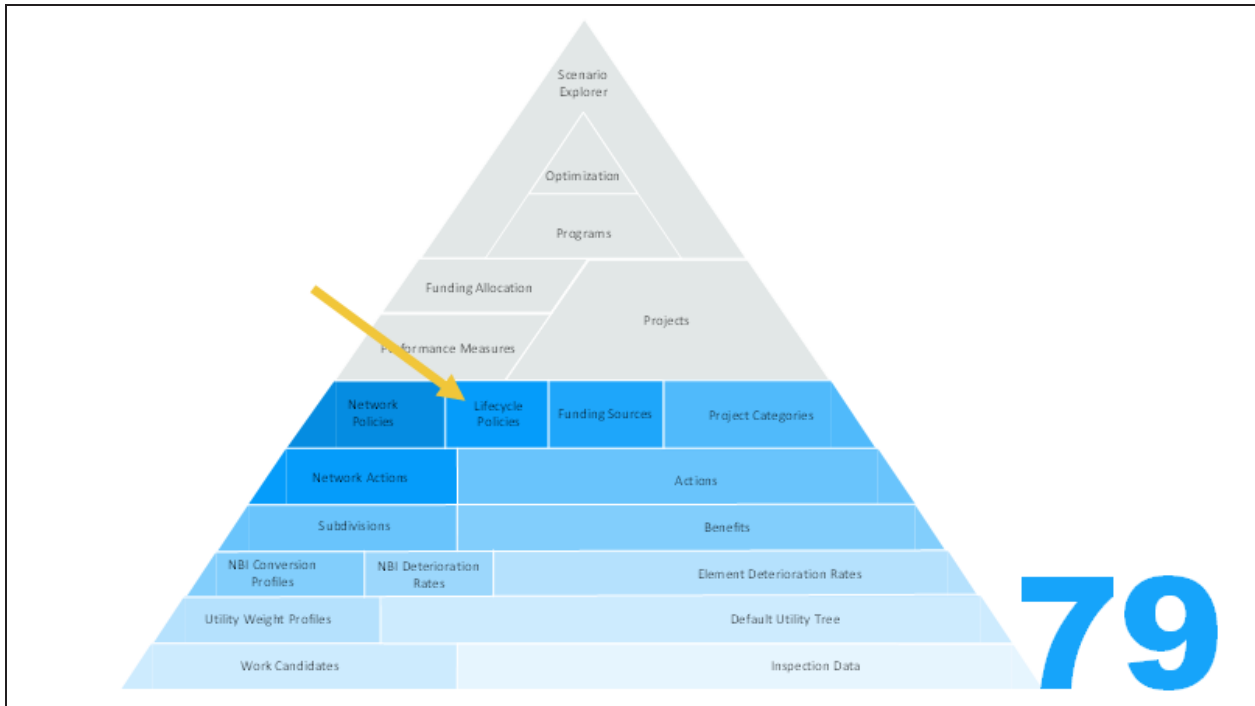 Scenario
Explorer
Optimization
Programs
Funding Allocation
Projects
Performance Measures
Network
Policies
Lifecycle
Policies
Funding Sources
Project Categories
Network Actions
Actions
Subdivisions
Benefits
NBI Conversion
Profiles
NBI Deterioration
Rates
Element Deterioration Rates
Utility Weight Profiles
Default Utility Tree
Work Candidates
Inspection Data
79